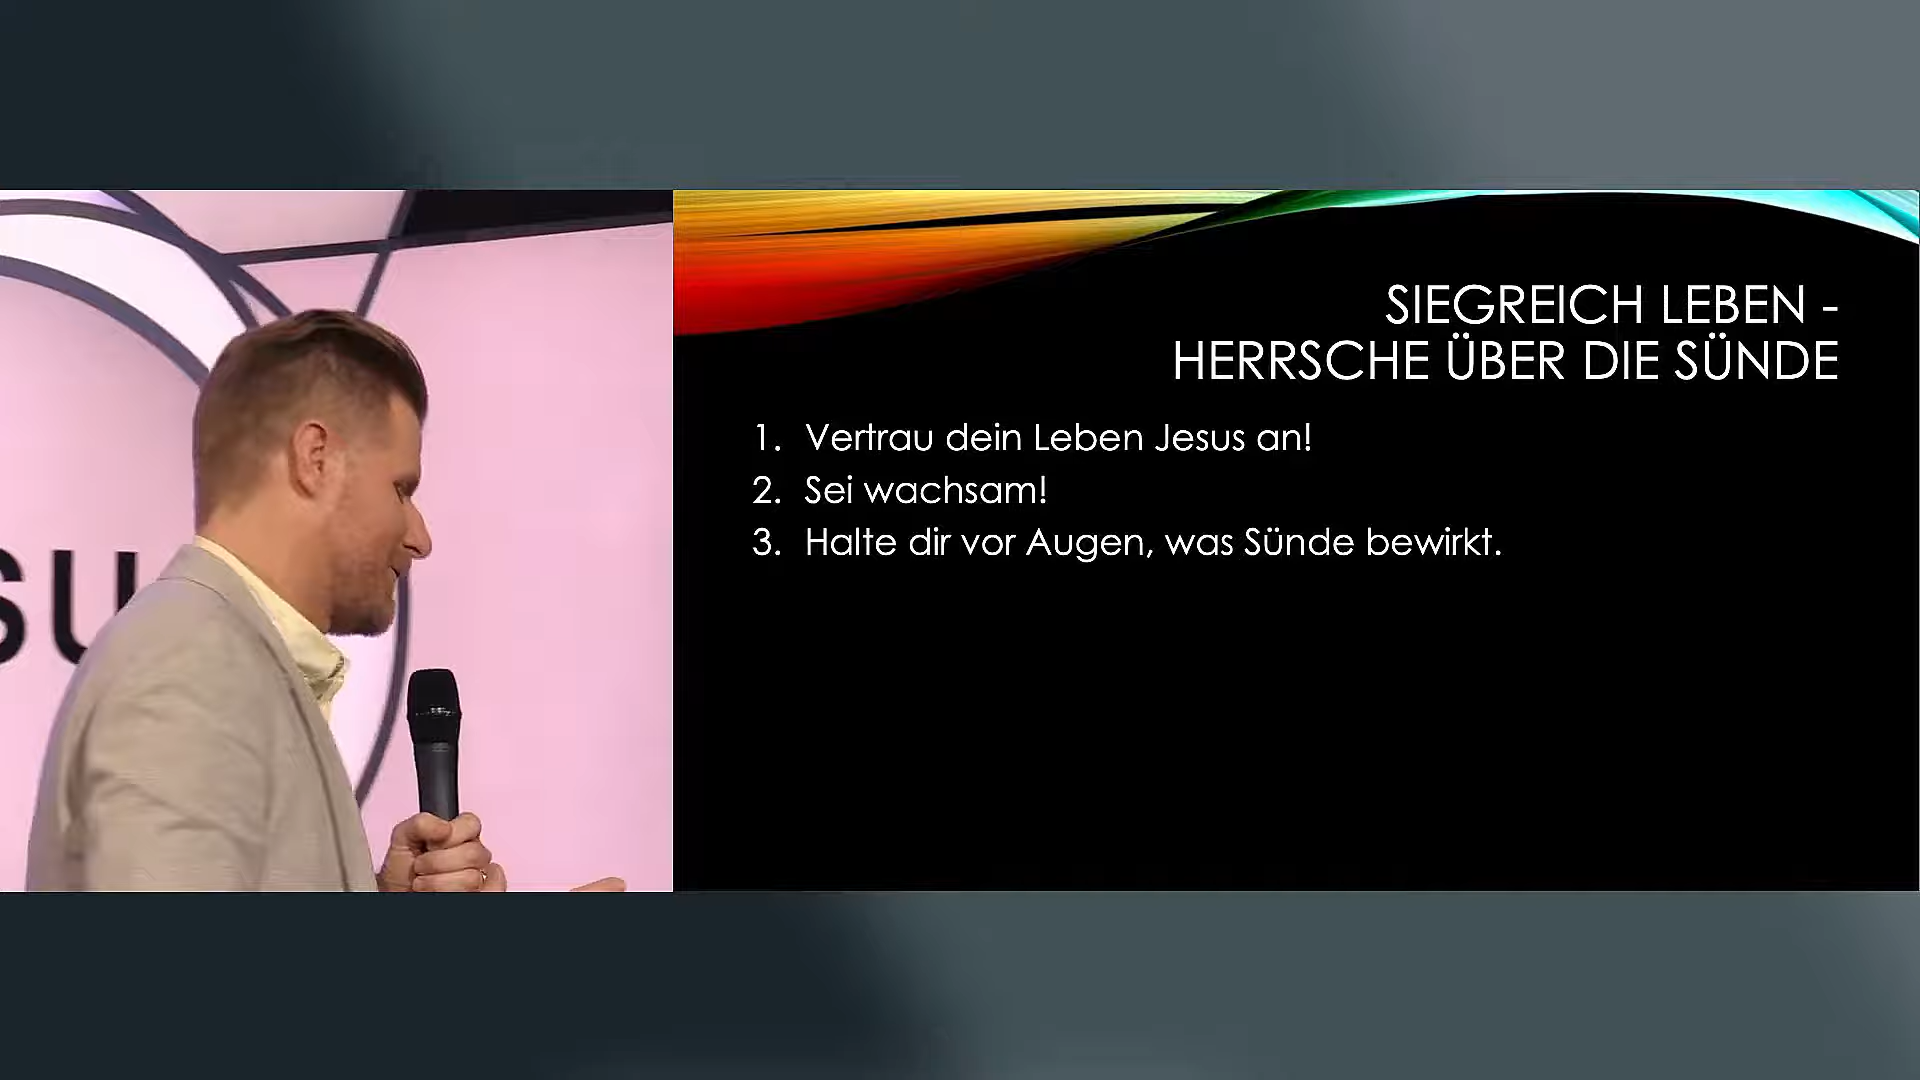 SU
SIEGREICH LEBEN -
HERRSCHE ÜBER DIE SÜNDE
1. Vertrau dein Leben Jesus an!
2. Sei wachsam!
3. Halte dir vor Augen, was Sünde bewirkt.